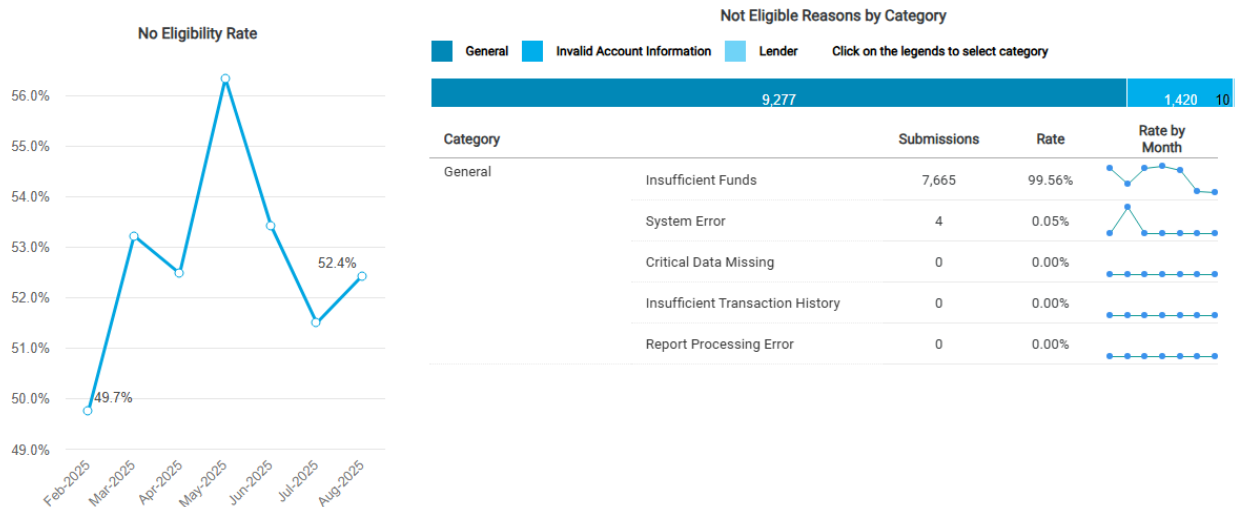 No Eligibility Rate
56.0%
55.0%
54.0%
53.0%
52.0%
51.0%
50.0%
49.0%
52.4%
49.7%
Feb-2025
Mar-2025
Apr-2025
May-2025
Jun-2025
Jul-2025
Aug-2025
Not Eligible Reasons by Category
General Invalid Account Information Lender Click on the legends to select category
9,277 1,420 10
Category Submissions Rate Rate by Month
General Insufficient Funds 7,665 99.56%
System Error 4 0.05%
Critical Data Missing 0 0.00%
Insufficient Transaction History 0 0.00%
Report Processing Error 0 0.00%